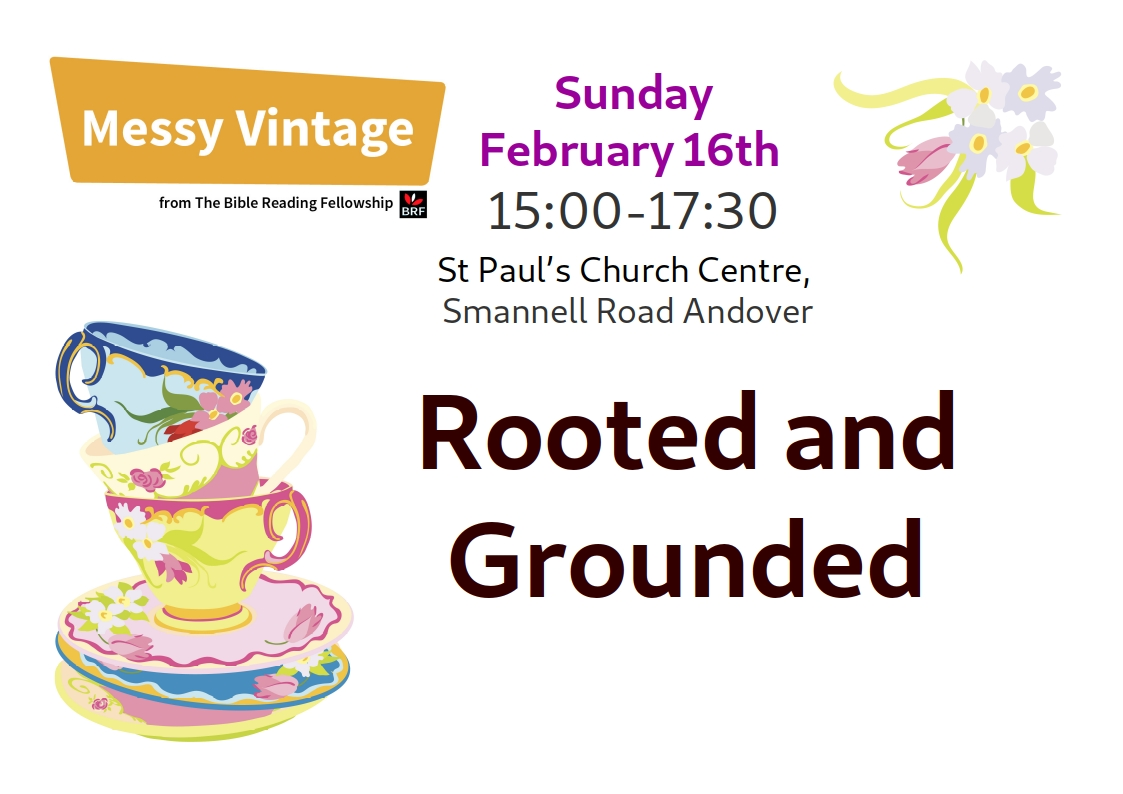 Messy Vintage
from The Bible Reading Fellowship
BRF
Sunday
February 16th
15:00-17:30
St Paul’s Church Centre,
Smannell Road Andover
Rooted and
Grounded